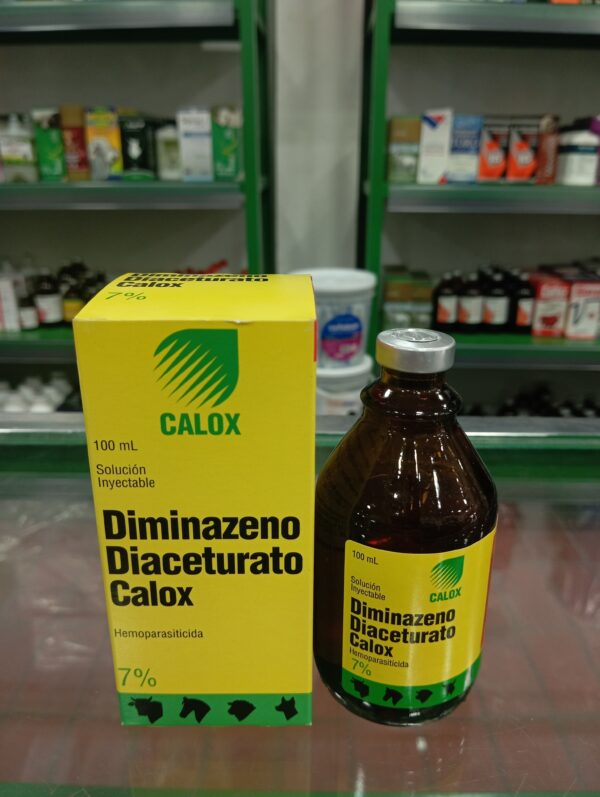 Diminazeno
Diaceturato
Calox
7%
CALOX
100 mL
Solución
Inyectable
Diminazeno
Diaceturato
Calox
Hemoparasiticida
7%
100 mL
CALOX
Solución
Inyectable
Diminazeno
Diaceturato
Calox
Hemoparasiticida
7%